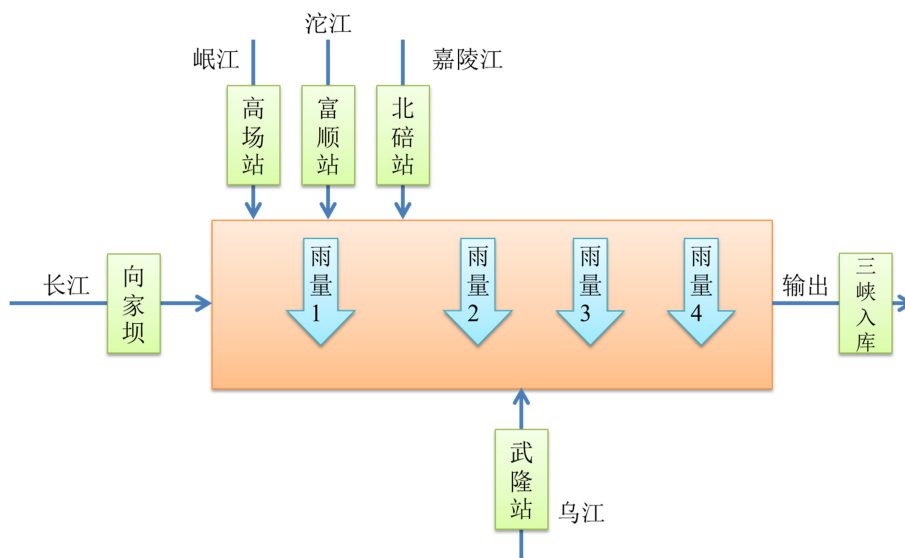 沱江
岷江
嘉陵江
高场站
富顺站
北碚站
长江
向家坝
雨量1
雨量2
雨量3
雨量4
输出
三峡入库
武隆站
乌江